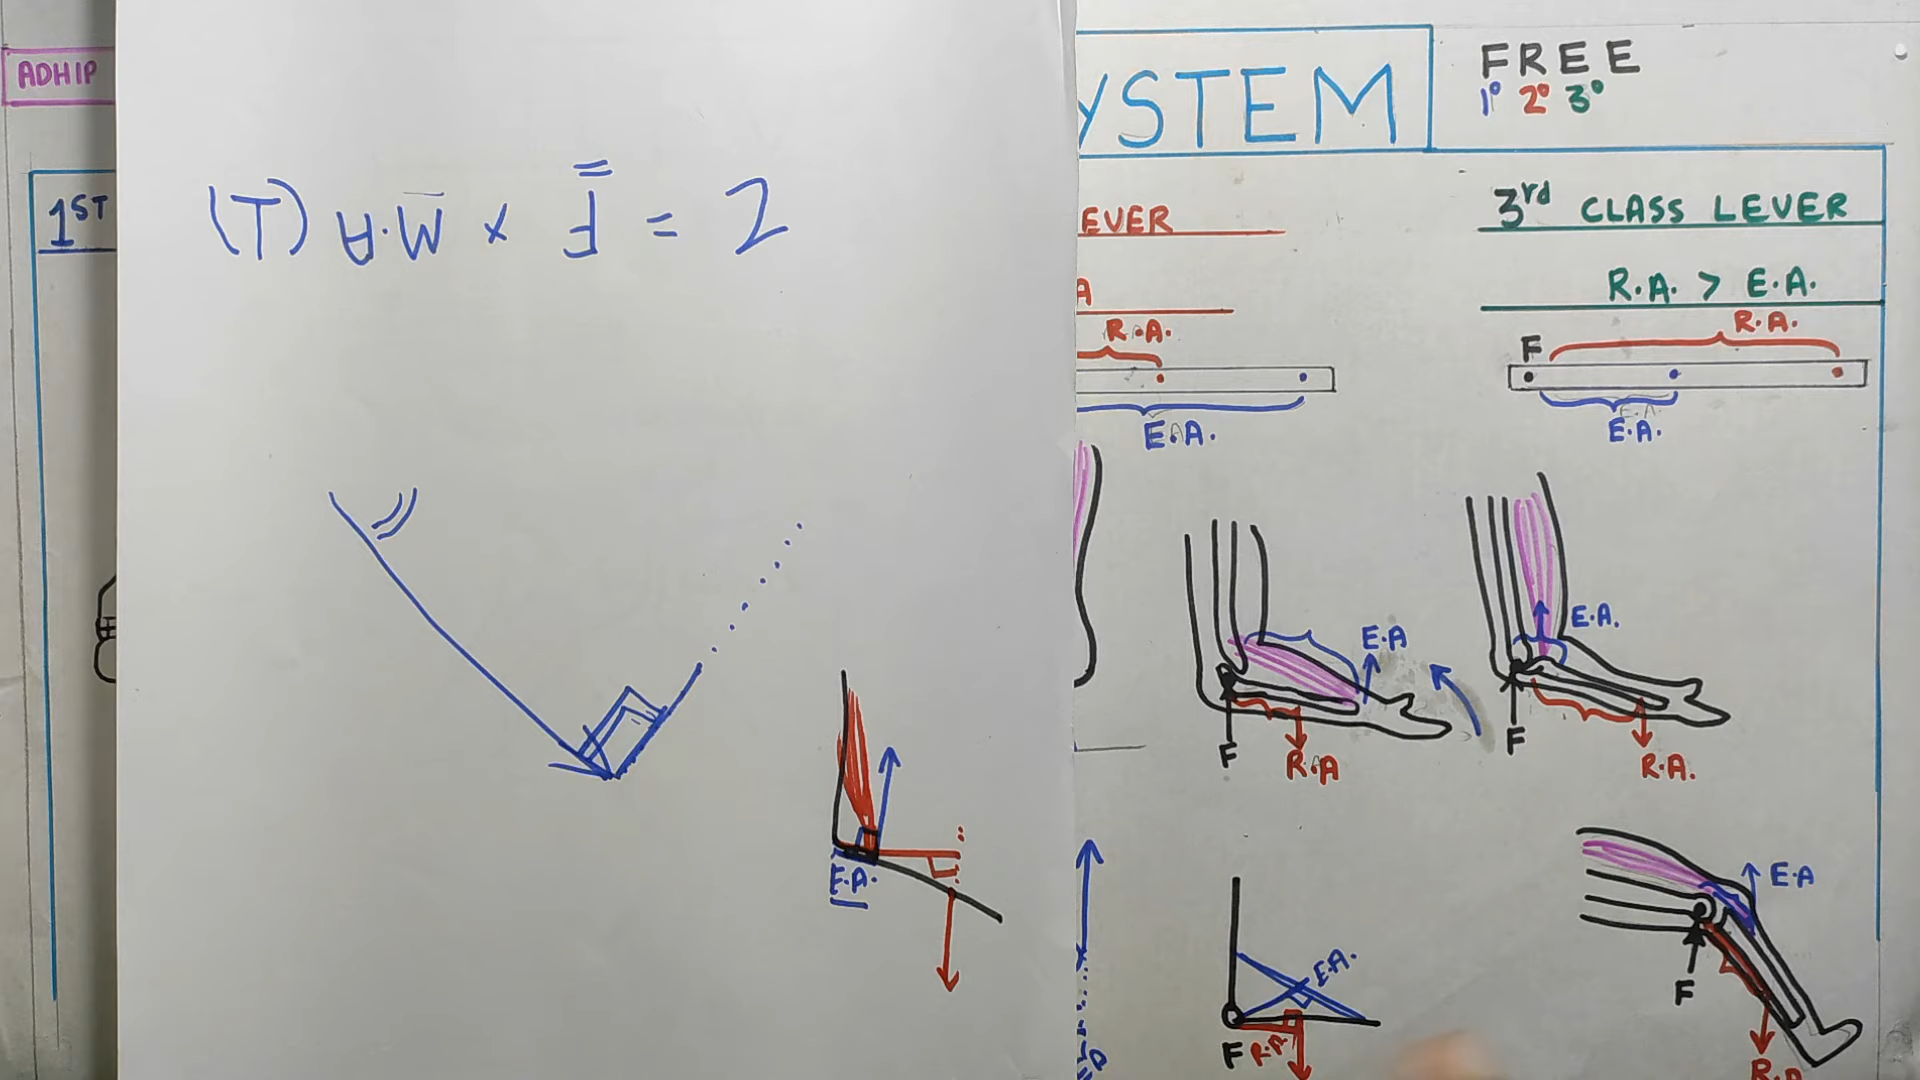 ADHIP
YSTEM
FREE
1° 2° 3°
1ST
Z = F × M.A (⊥)
EVER
3rd CLASS LEVER
A
R.A. > E.A.
R.A.
E.A.
F
R.A.
E.A.
E.A
F
R.A
E.A.
F
R.A.
E.A.
E.A.
F
R.A
E.A
F
R.A